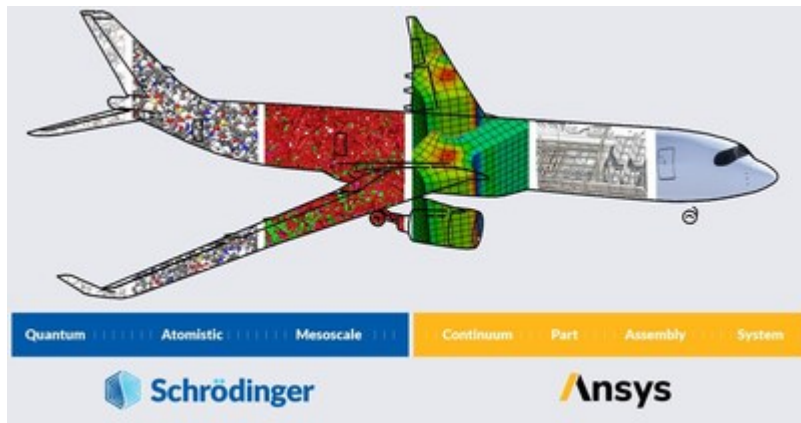 Quantum Atomistic Mesoscale Continuum Part Assembly System
Schrödinger Ansys